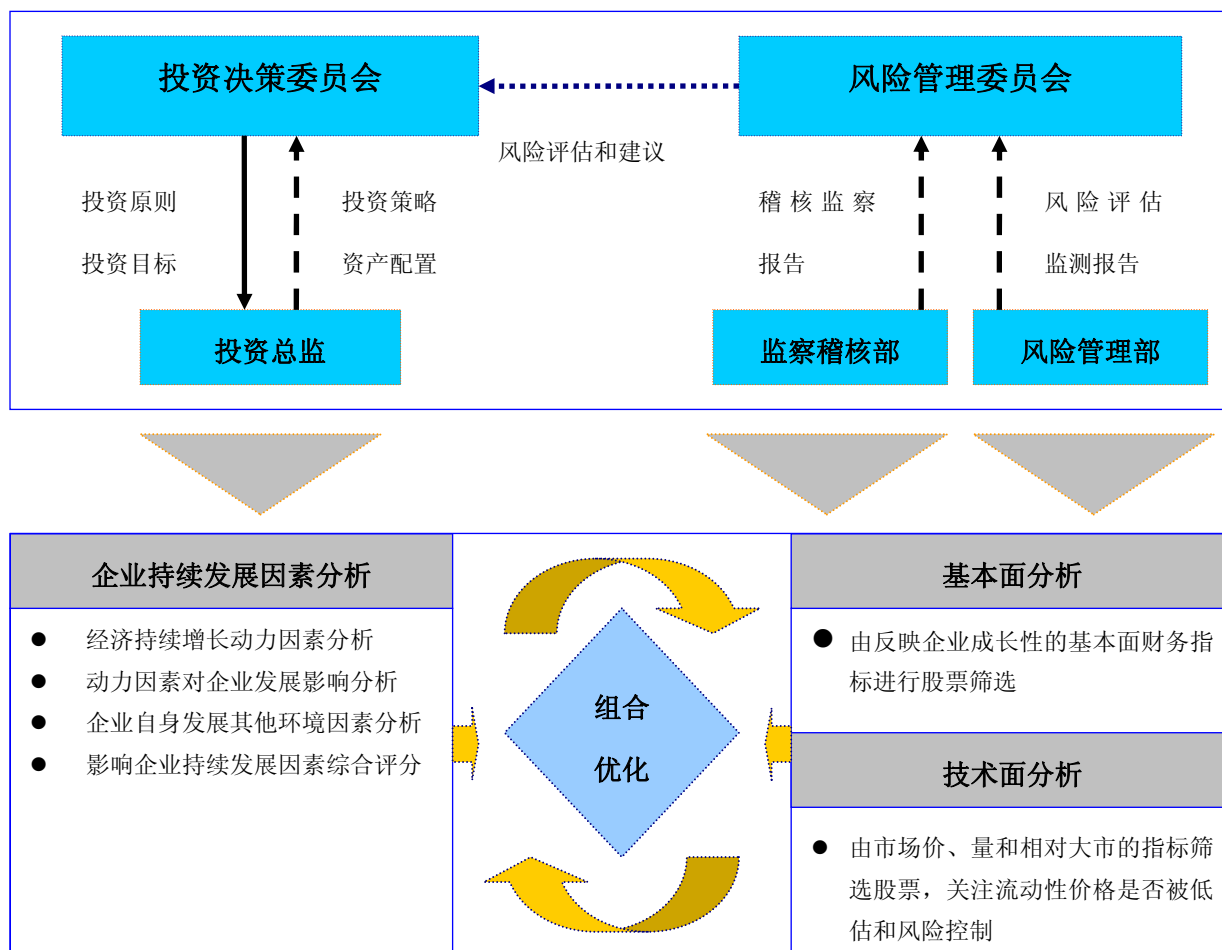 投资决策委员会
风险管理委员会
风险评估和建议
投资原则
投资目标
投资策略
资产配置
稽核监察
报告
风险评估
监测报告
投资总监
监察稽核部
风险管理部
企业持续发展因素分析
● 经济持续增长动力因素分析
● 动力因素对企业发展影响分析
● 企业自身发展其他环境因素分析
● 影响企业持续发展因素综合评分
组合
优化
基本面分析
● 由反映企业成长性的基本面财务指
标进行股票筛选
技术面分析
● 由市场价、量和相对大市的指标筛
选股票，关注流动性价格是否被低
估和风险控制